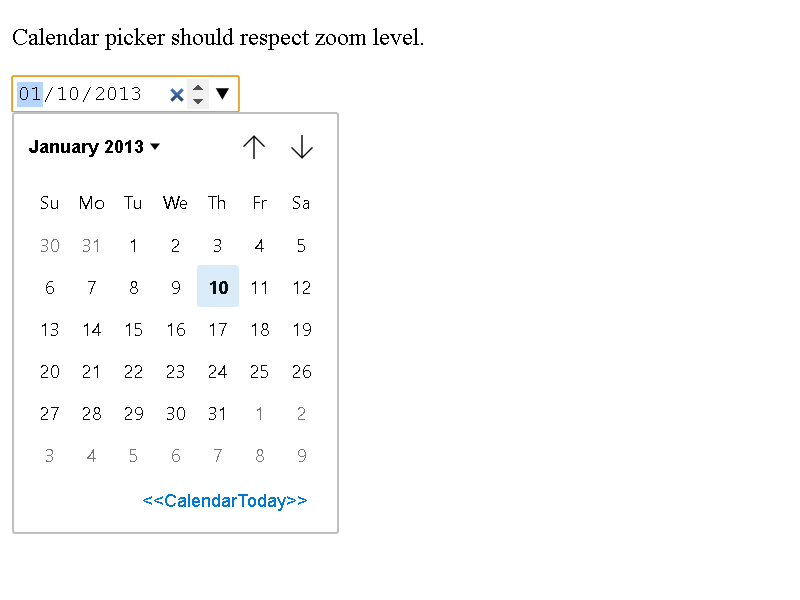 Calendar picker should respect zoom level.
01/10/2013
January 2013
Su Mo Tu We Th Fr Sa
30 31 1 2 3 4 5
6 7 8 9 10 11 12
13 14 15 16 17 18 19
20 21 22 23 24 25 26
27 28 29 30 31 1 2
3 4 5 6 7 8 9
<<CalendarToday>>